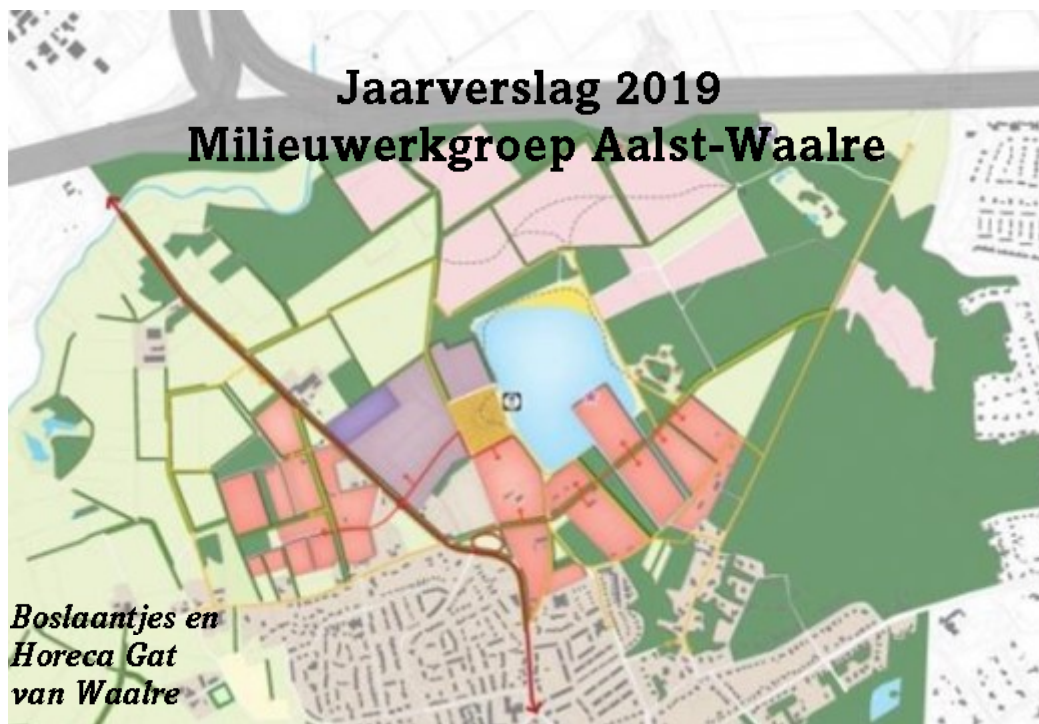 Jaarverslag 2019
Milieuwerkgroep Aalst-Waalre
Boslaantjes en
Horeca Gat
van Waalre